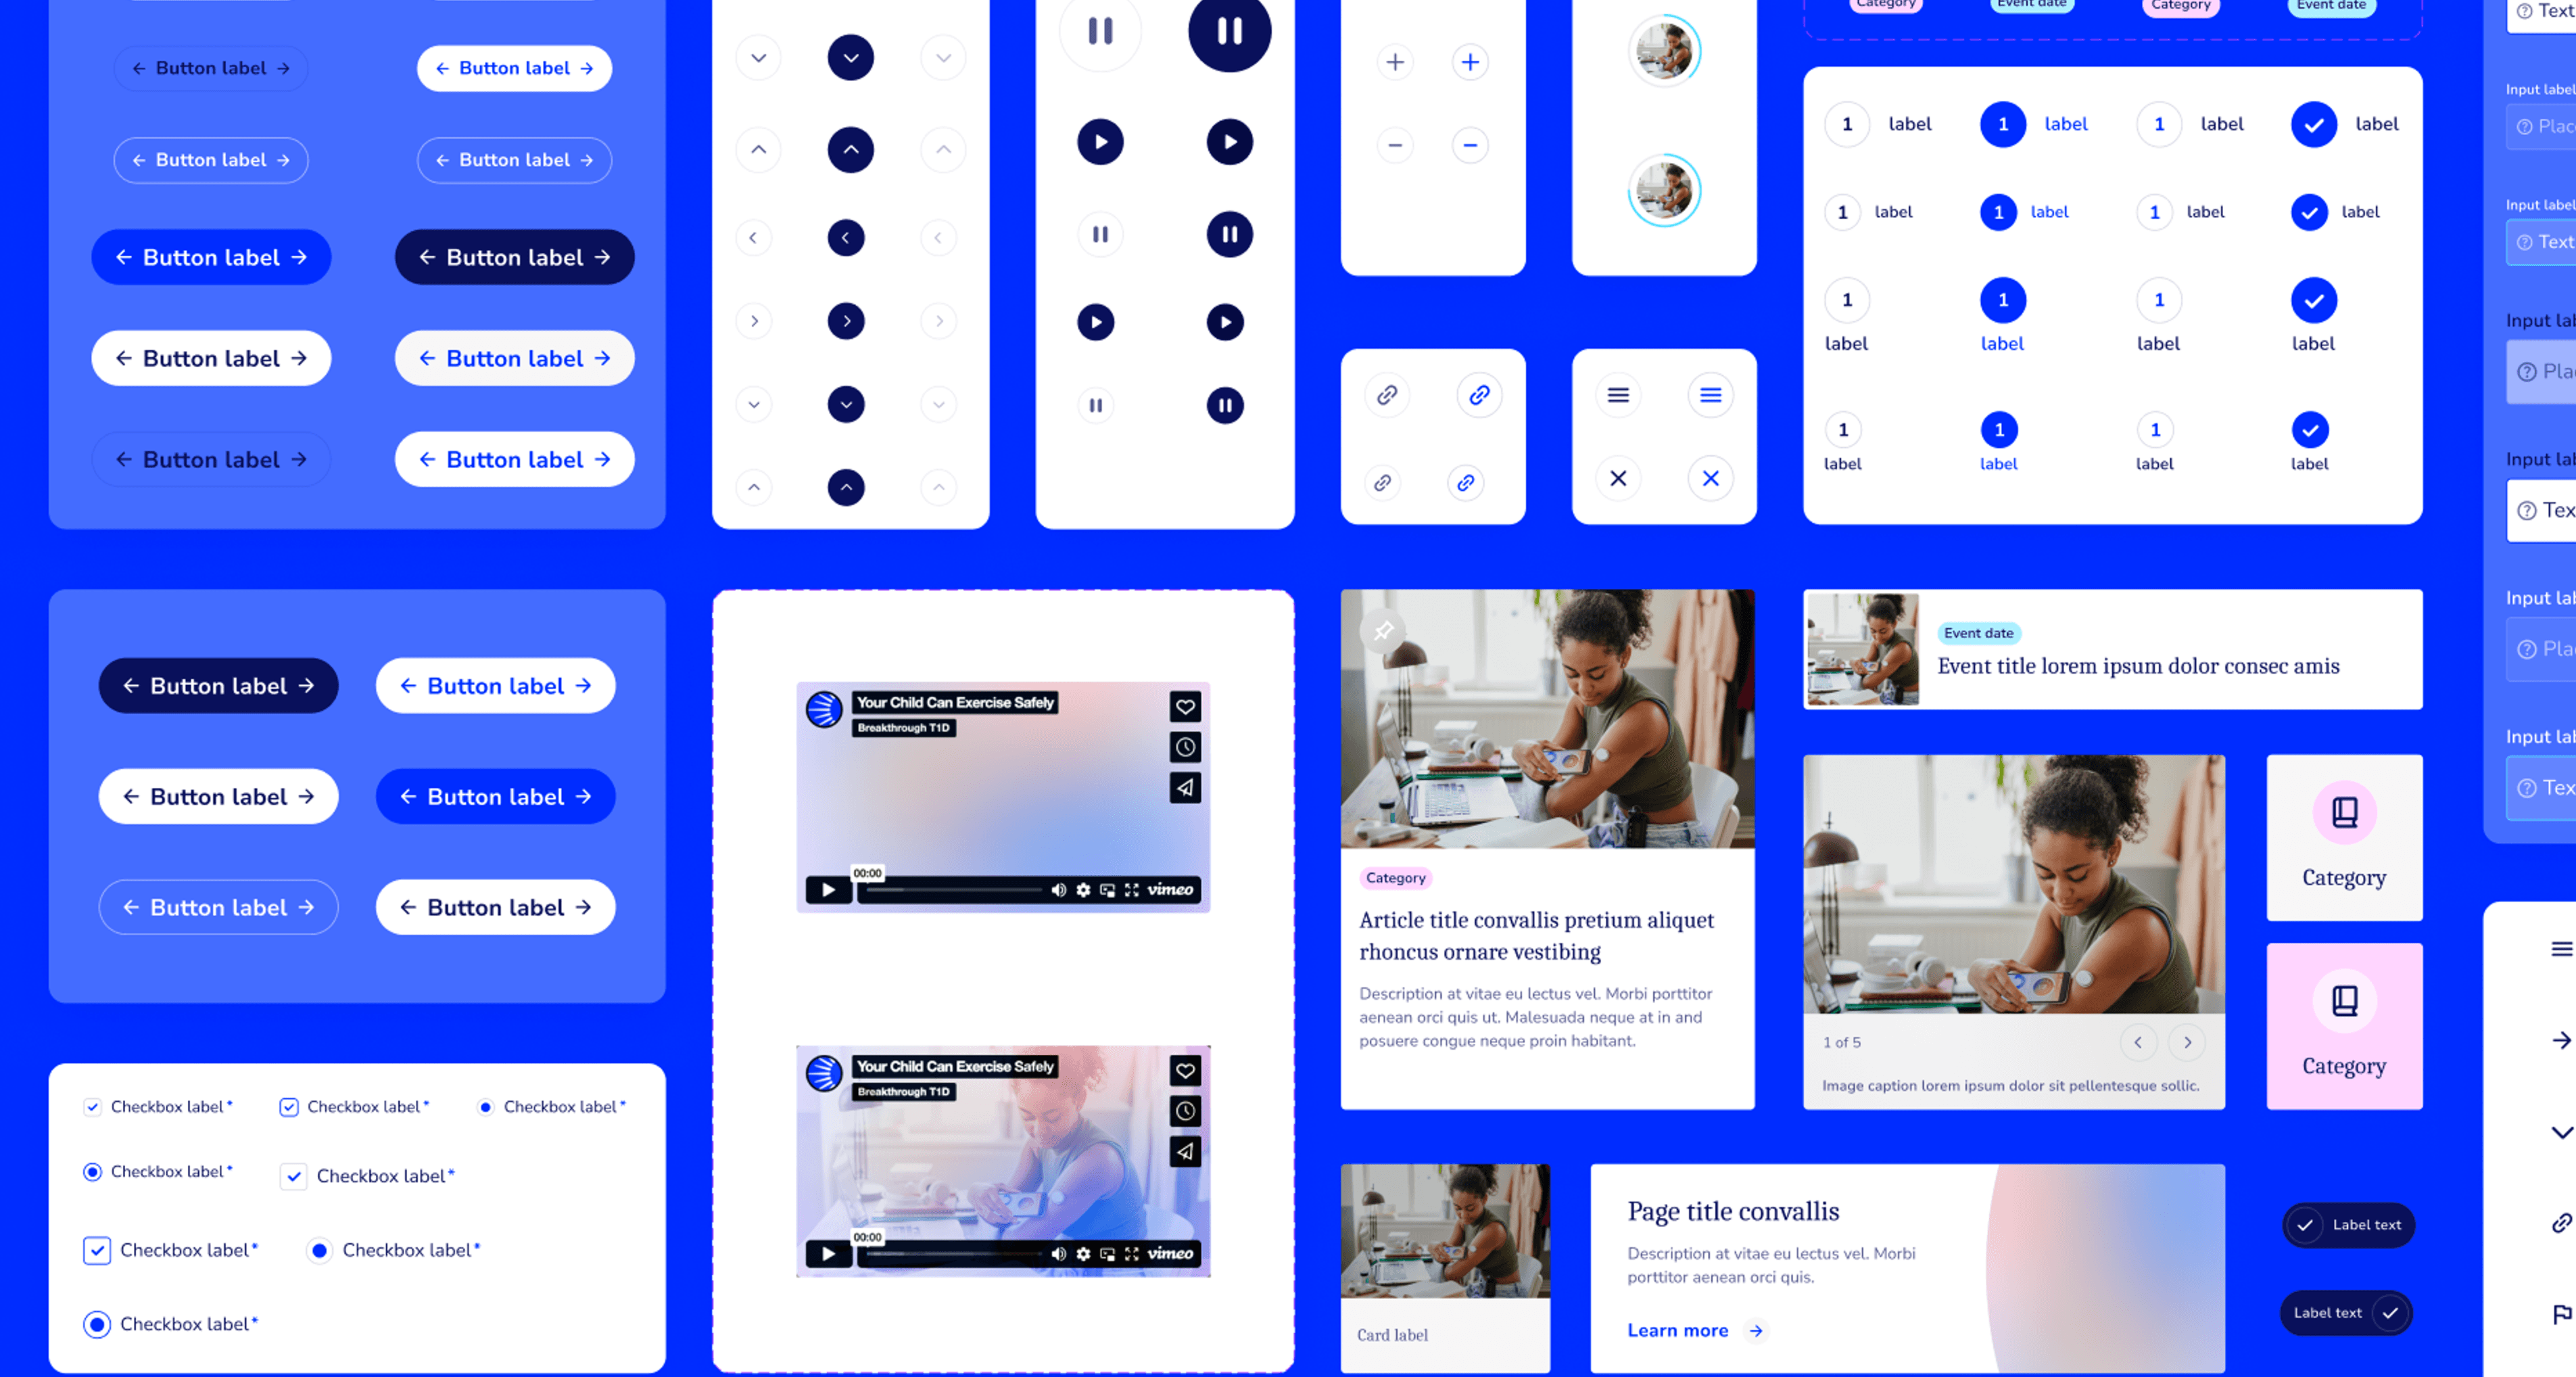 Button label
Button label
Button label
Button label
Button label
Button label
Button label
Button label
Button label
Button label
Category
Event date
Category
Event date
1 label
1 label
1 label
label
1 label
1 label
1 label
label
1
1
1
label
label
label
label
1
1
1
label
label
label
label
Text
Input label
Input label
Text
Button label
Button label
Button label
Button label
Button label
Button label
Your Child Can Exercise Safely
Breakthrough T1D
00:00
vimeo
Your Child Can Exercise Safely
Breakthrough T1D
00:00
vimeo
Category
Article title convallis pretium aliquet
rhoncus ornare vestibing
Description at vitae eu lectus vel. Morbi porttitor
aenean orci quis ut. Malesuada neque at in and
posuere congue neque proin habitant.
Event date
Event title lorem ipsum dolor consec amis
1 of 5
Image caption lorem ipsum dolor sit pellentesque sollic.
Category
Category
Checkbox label*
Checkbox label*
Checkbox label*
Checkbox label*
Checkbox label*
Checkbox label*
Checkbox label*
Checkbox label*
Card label
Page title convallis
Description at vitae eu lectus vel. Morbi
porttitor aenean orci quis.
Learn more
Label text
Label text